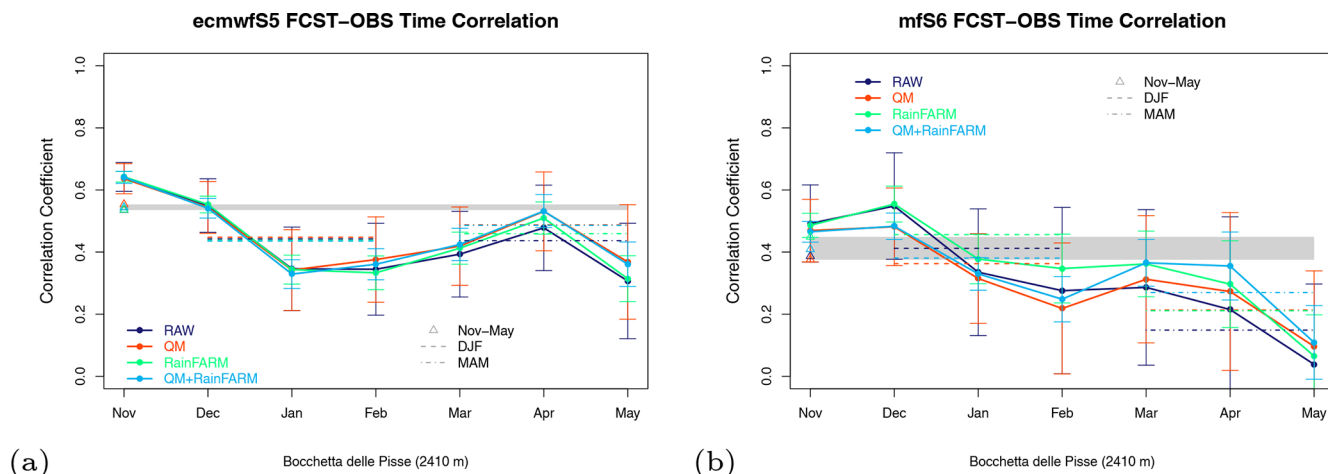 ecmwfS5 FCST−OBS Time Correlation
Correlation Coefficient
1.0
0.8
0.6
0.4
0.2
0.0
RAW
QM
RainFARM
QM+RainFARM
Nov−May
DJF
MAM
Nov Dec Jan Feb Mar Apr May
(a)
Bocchetta delle Pisse (2410 m)
mfS6 FCST−OBS Time Correlation
Correlation Coefficient
1.0
0.8
0.6
0.4
0.2
0.0
RAW
QM
RainFARM
QM+RainFARM
Nov−May
DJF
MAM
Nov Dec Jan Feb Mar Apr May
(b)
Bocchetta delle Pisse (2410 m)